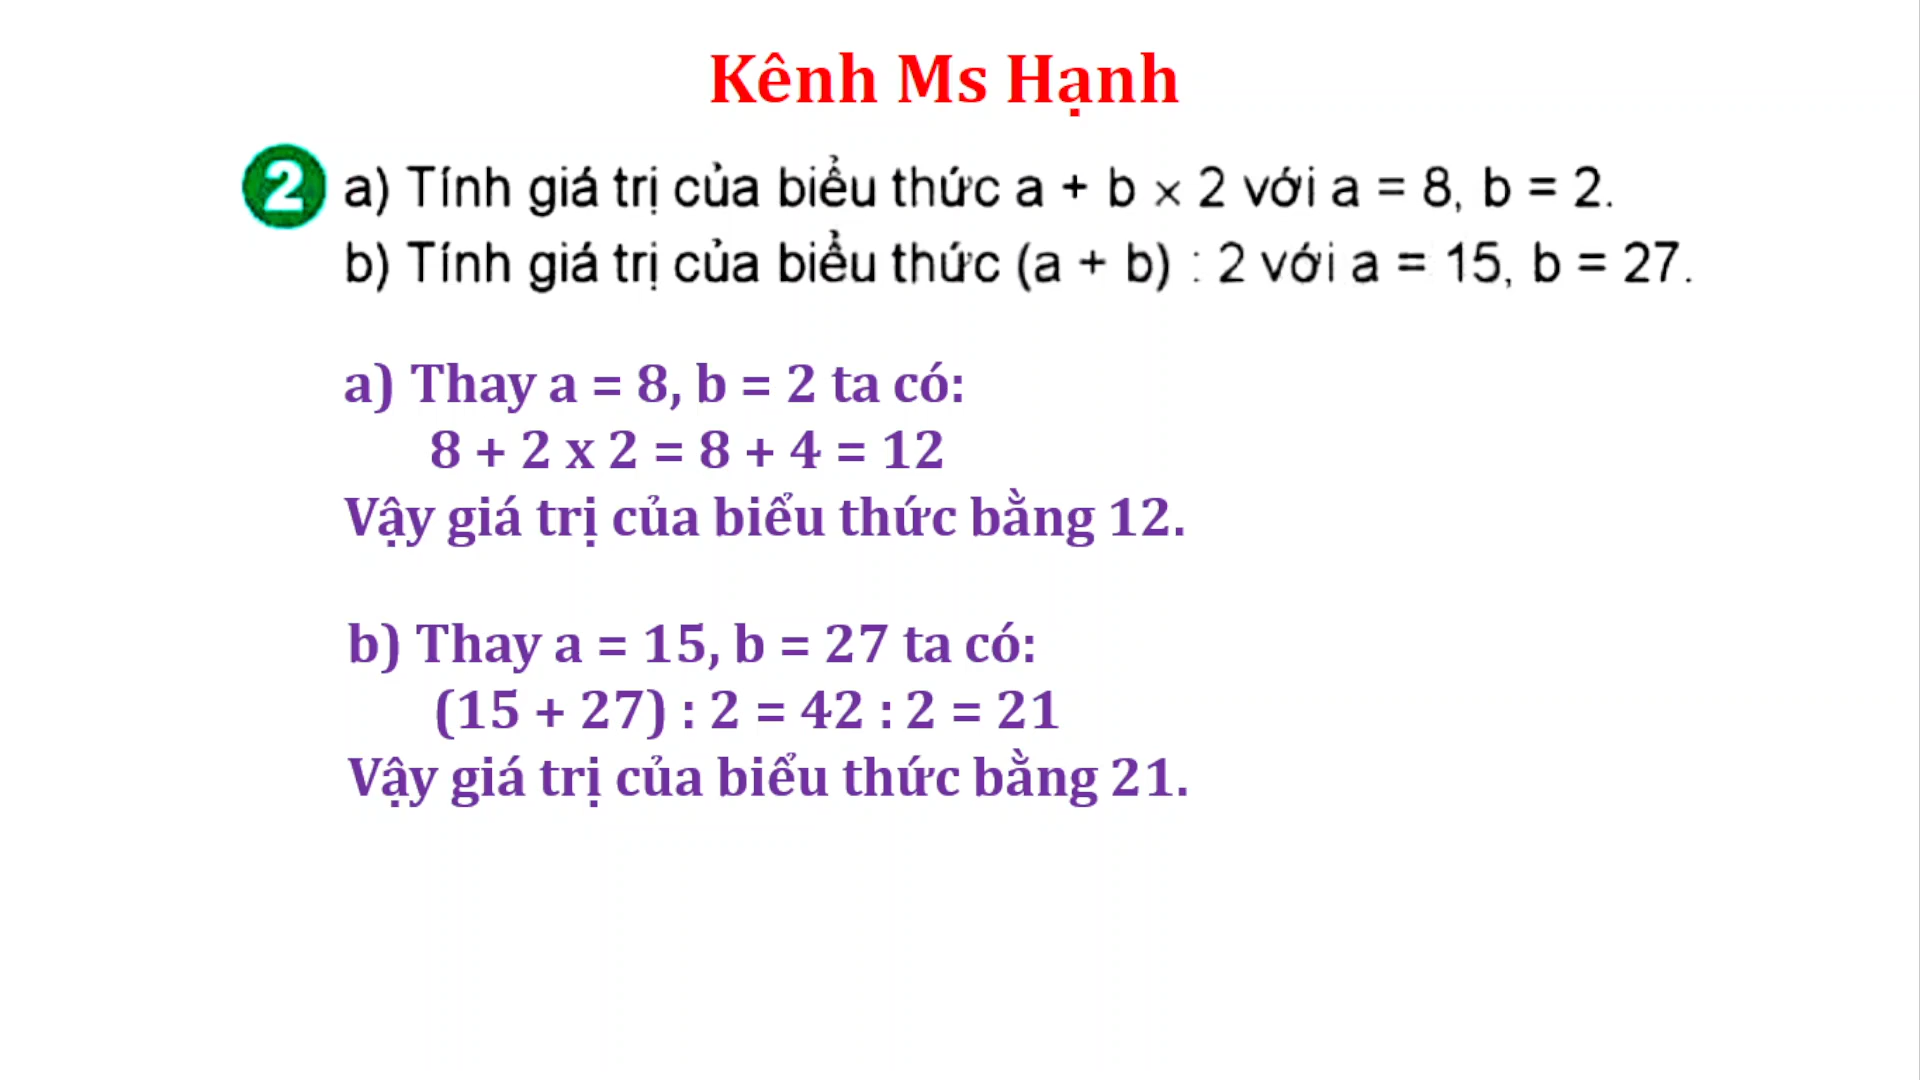 Kênh Ms Hạnh
2 a) Tính giá trị của biểu thức a + b × 2 với a = 8, b = 2.
b) Tính giá trị của biểu thức (a + b) : 2 với a = 15, b = 27.
a) Thay a = 8, b = 2 ta có:
8 + 2 x 2 = 8 + 4 = 12
Vậy giá trị của biểu thức bằng 12.
b) Thay a = 15, b = 27 ta có:
(15 + 27) : 2 = 42 : 2 = 21
Vậy giá trị của biểu thức bằng 21.